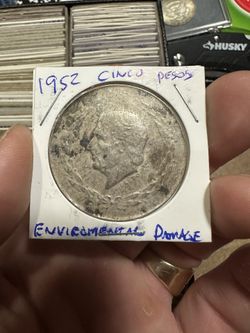 HUSKY
1952 CINCO PESOS
ENVIROMENTAL DAMAGE